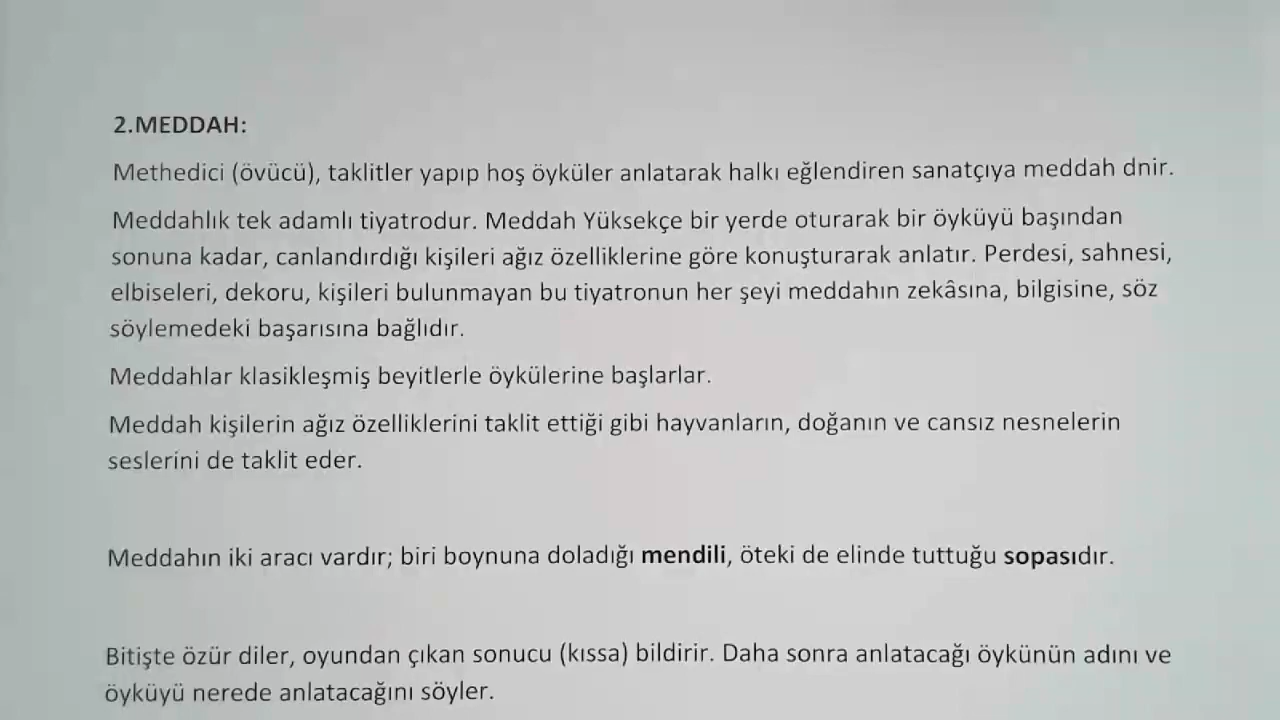 2.MEDDAH:
Methedici (övücü), taklitler yapıp hoş öyküler anlatarak halkı eğlendiren sanatçıya meddah dnir.
Meddahlık tek adamlı tiyatrodur. Meddah Yüksekçe bir yerde oturarak bir öyküyü başından
sonuna kadar, canlandırdığı kişileri ağız özelliklerine göre konuşturarak anlatır. Perdesi, sahnesi,
elbiseleri, dekoru, kişileri bulunmayan bu tiyatronun her şeyi meddahın zekâsına, bilgisine, söz
söylemedeki başarısına bağlıdır.
Meddahlar klasikleşmiş beyitlerle öykülerine başlarlar.
Meddah kişilerin ağız özelliklerini taklit ettiği gibi hayvanların, doğanın ve cansız nesnelerin
seslerini de taklit eder.
Meddahın iki aracı vardır; biri boynuna doladığı mendili, öteki de elinde tuttuğu sopasıdır.
Bitişte özür diler, oyundan çıkan sonucu (kıssa) bildirir. Daha sonra anlatacağı öykünün adını ve
öyküyü nerede anlatacağını söyler.